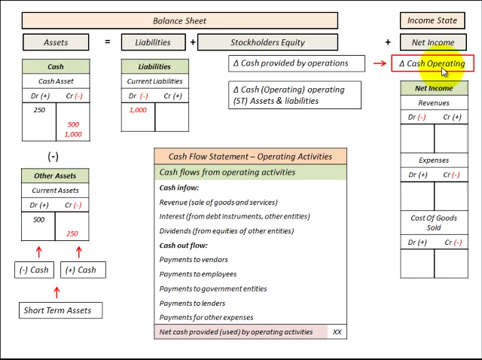 Balance Sheet
Income State
Assets = Liabilities + Stockholders Equity + Net Income
Δ Cash provided by operations
Δ Cash Operating
Δ Cash (Operating) operating
(ST) Assets & liabilities
Cash
Cash Asset
Dr (+) Cr (-)
250
500
1,000
Liabilities
Current Liabilities
Dr (-) Cr (+)
1,000
(-)
Other Assets
Current Assets
Dr (+) Cr (-)
500
250
(-) Cash
(+) Cash
Short Term Assets
Cash Flow Statement – Operating Activities
Cash flows from operating activities
Cash infow:
Revenue (sale of goods and services)
Interest (from debt instruments, other entities)
Dividends (from equities of other entities)
Cash out flow:
Payments to vendors
Payments to employees
Payments to government entities
Payments to lenders
Payments for other expenses
Net cash provided (used) by operating activities XX
Net Income
Revenues
Dr (-) Cr (+)
Expenses
Dr (+) Cr (-)
Cost Of Goods
Sold
Dr (+) Cr (-)